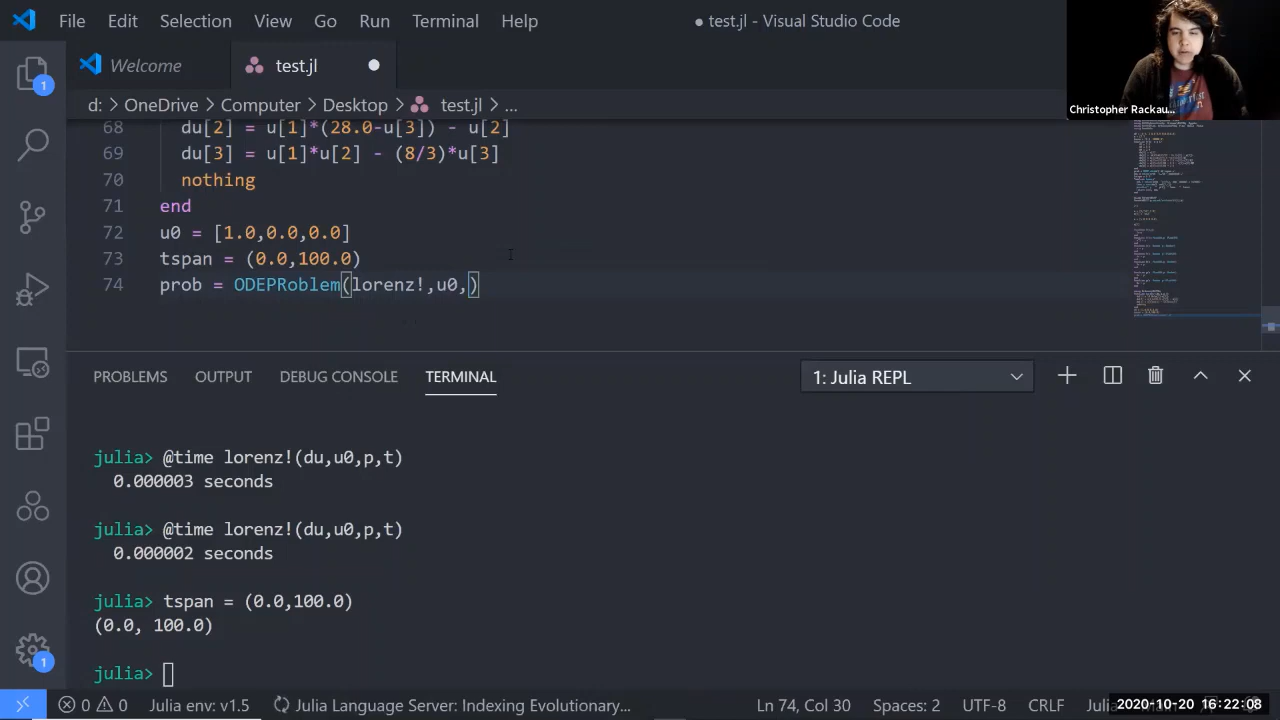 File Edit Selection View Go Run Terminal Help
● test.jl - Visual Studio Code
Christopher Rackau...
Welcome
test.jl
d: > OneDrive > Computer > Desktop > test.jl > ...
68 du[2] = u[1]*(28.0-u[3]) u[2]
69 du[3] = u[1]*u[2] - (8/3)*u[3]
70 nothing
71 end
72 u0 = [1.0,0.0,0.0]
73 tspan = (0.0,100.0)
74 prob = ODEPRoblem(lorenz!,u0,)
PROBLEMS OUTPUT DEBUG CONSOLE TERMINAL
1: Julia REPL
julia> @time lorenz!(du,u0,p,t)
0.000003 seconds
julia> @time lorenz!(du,u0,p,t)
0.000002 seconds
julia> tspan = (0.0,100.0)
(0.0, 100.0)
julia>
1
1
0 0 Julia env: v1.5 Julia Language Server: Indexing Evolutionary... Ln 74, Col 30 Spaces: 2 UTF-8 CRLF
2020-10-20 16:22:08